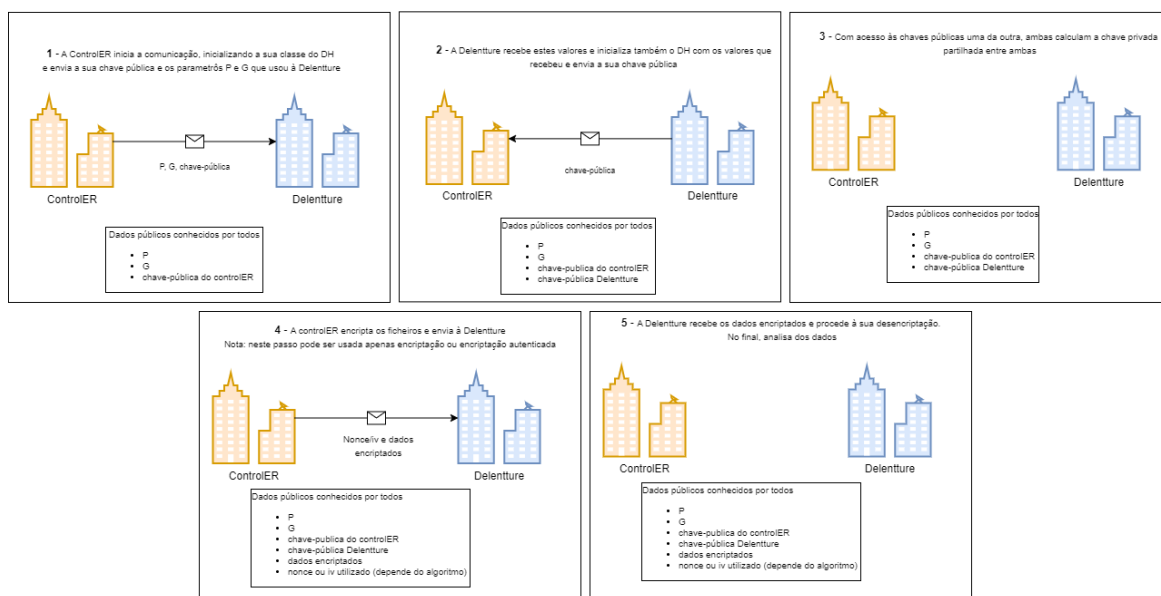 1 - A ControlER inicia a comunicação, inicializando a sua classe do DH
e envia a sua chave pública e os parametrôs P e G que usou à Delentture
P, G, chave-pública
ControlER
Delentture
Dados públicos conhecidos por todos
P
G
chave-pública do controlER
2 - A Delentture recebe estes valores e inicializa também o DH com os valores que
recebeu e envia a sua chave pública
chave-pública
ControlER
Delentture
Dados públicos conhecidos por todos
P
G
chave-publica do controlER
chave-pública Delentture
3 - Com acesso às chaves públicas uma da outra, ambas calculam a chave privada
partilhada entre ambas
ControlER
Delentture
Dados públicos conhecidos por todos
P
G
chave-publica do controlER
chave-pública Delentture
4 - A controlER encripta os ficheiros e envia à Delentture
Nota: neste passo pode ser usada apenas encriptação ou encriptação autenticada
Nonce/iv e dados
encriptados
ControlER
Delentture
Dados públicos conhecidos por todos
P
G
chave-publica do controlER
chave-pública Delentture
dados encriptados
nonce ou iv utilizado (depende do algoritmo)
5 - A Delentture recebe os dados encriptados e procede à sua desencriptação.
No final, analisa dos dados
ControlER
Delentture
Dados públicos conhecidos por todos
P
G
chave-publica do controlER
chave-pública Delentture
dados encriptados
nonce ou iv utilizado (depende do algoritmo)